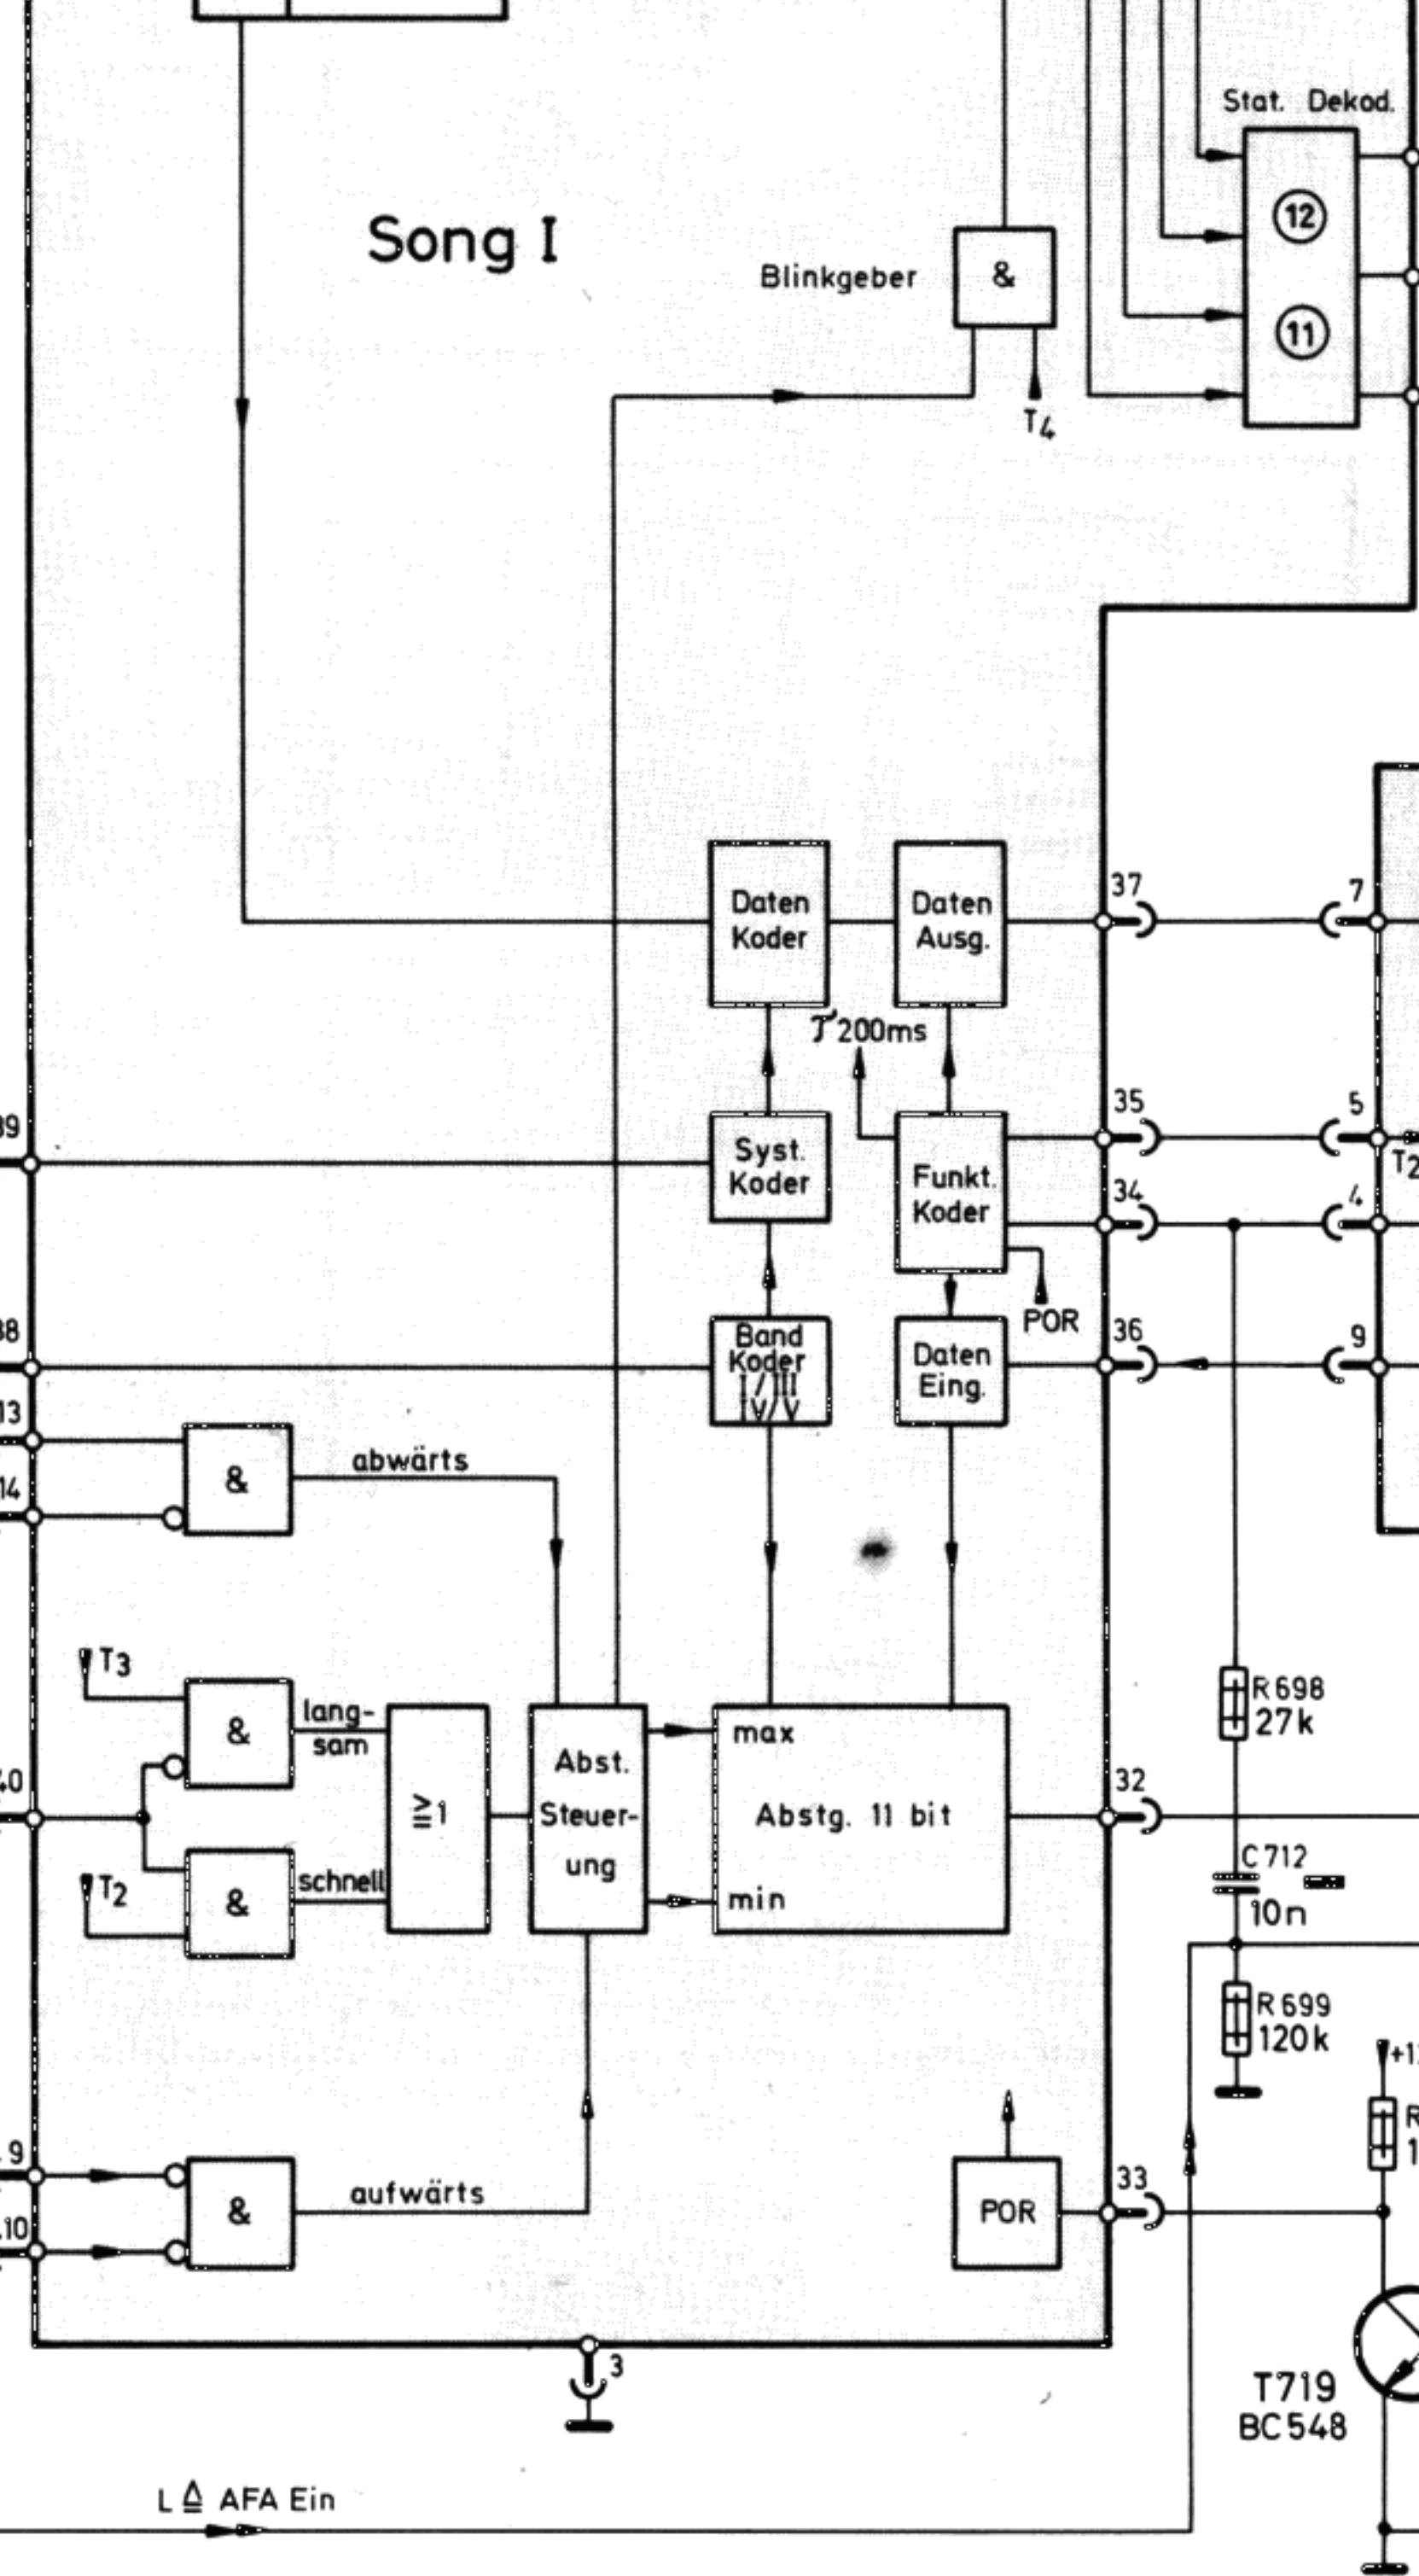 Stat. Dekod.
12
Song I
Blinkgeber
&
11
T4
Daten
Koder
Daten
Ausg.
37
7
200ms
35
5
39
Syst.
Koder
Funkt.
Koder
T2
34
4
POR
38
Band
Koder
I/III
IV/V
Daten
Eing.
36
9
13
&
abwärts
14
T3
&
lang-
sam
R698
27k
max
40
≧1
Abst.
Steuer-
ung
Abstg. 11 bit
32
T2
&
schnell
min
C712
10n
R699
120k
9
&
aufwärts
10
POR
33
3
T719
BC548
L ≙ AFA Ein